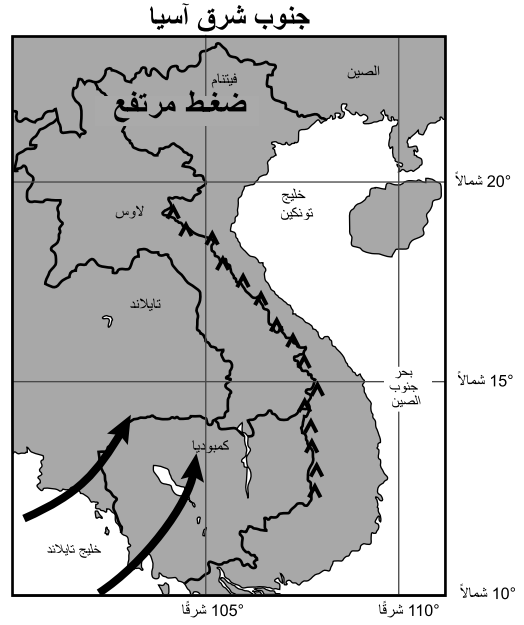 جنوب شرق آسيا
الصين
فيتنام
ضغط مرتفع
20° شمالاً
خليج
تونكين
لاوس
تايلاند
بحر
جنوب
الصين
15° شمالاً
كمبوديا
خليج تايلاند
10° شمالاً
105° شرقًا
110° شرقًا